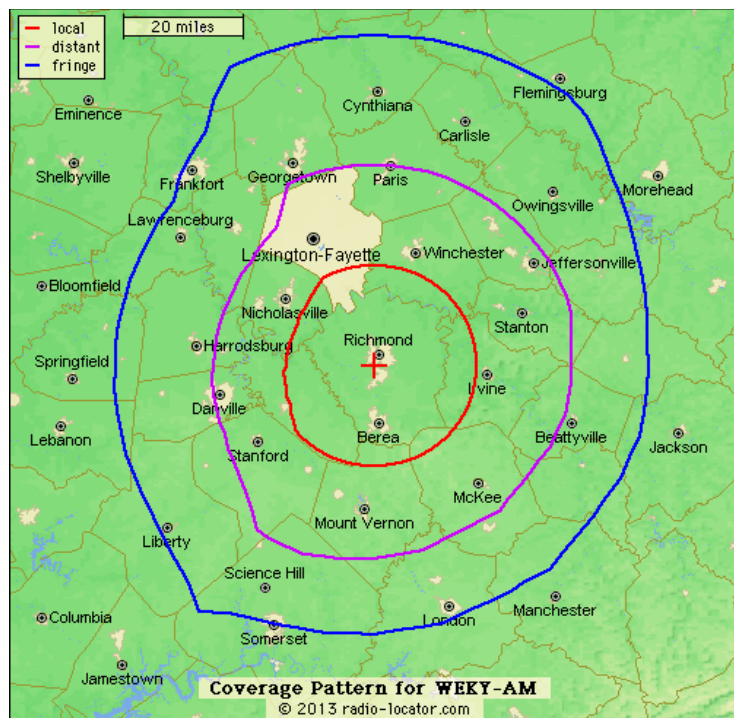 local
distant
fringe
20 miles
Flemingsburg
Cynthiana
Eminence
Carlisle
Shelbyville
Frankfort
Georgetown
Paris
Morehead
Owingsville
Lawrenceburg
Lexington-Fayette
Winchester
Jeffersonville
Bloomfield
Nicholasville
Stanton
Richmond
Harrodsburg
Springfield
Irvine
Danville
Lebanon
Berea
Beattyville
Stanford
Jackson
McKee
Mount Vernon
Liberty
Science Hill
Columbia
London
Manchester
Somerset
Jamestown
Coverage Pattern for WEKY-AM
© 2013 radio-locator.com